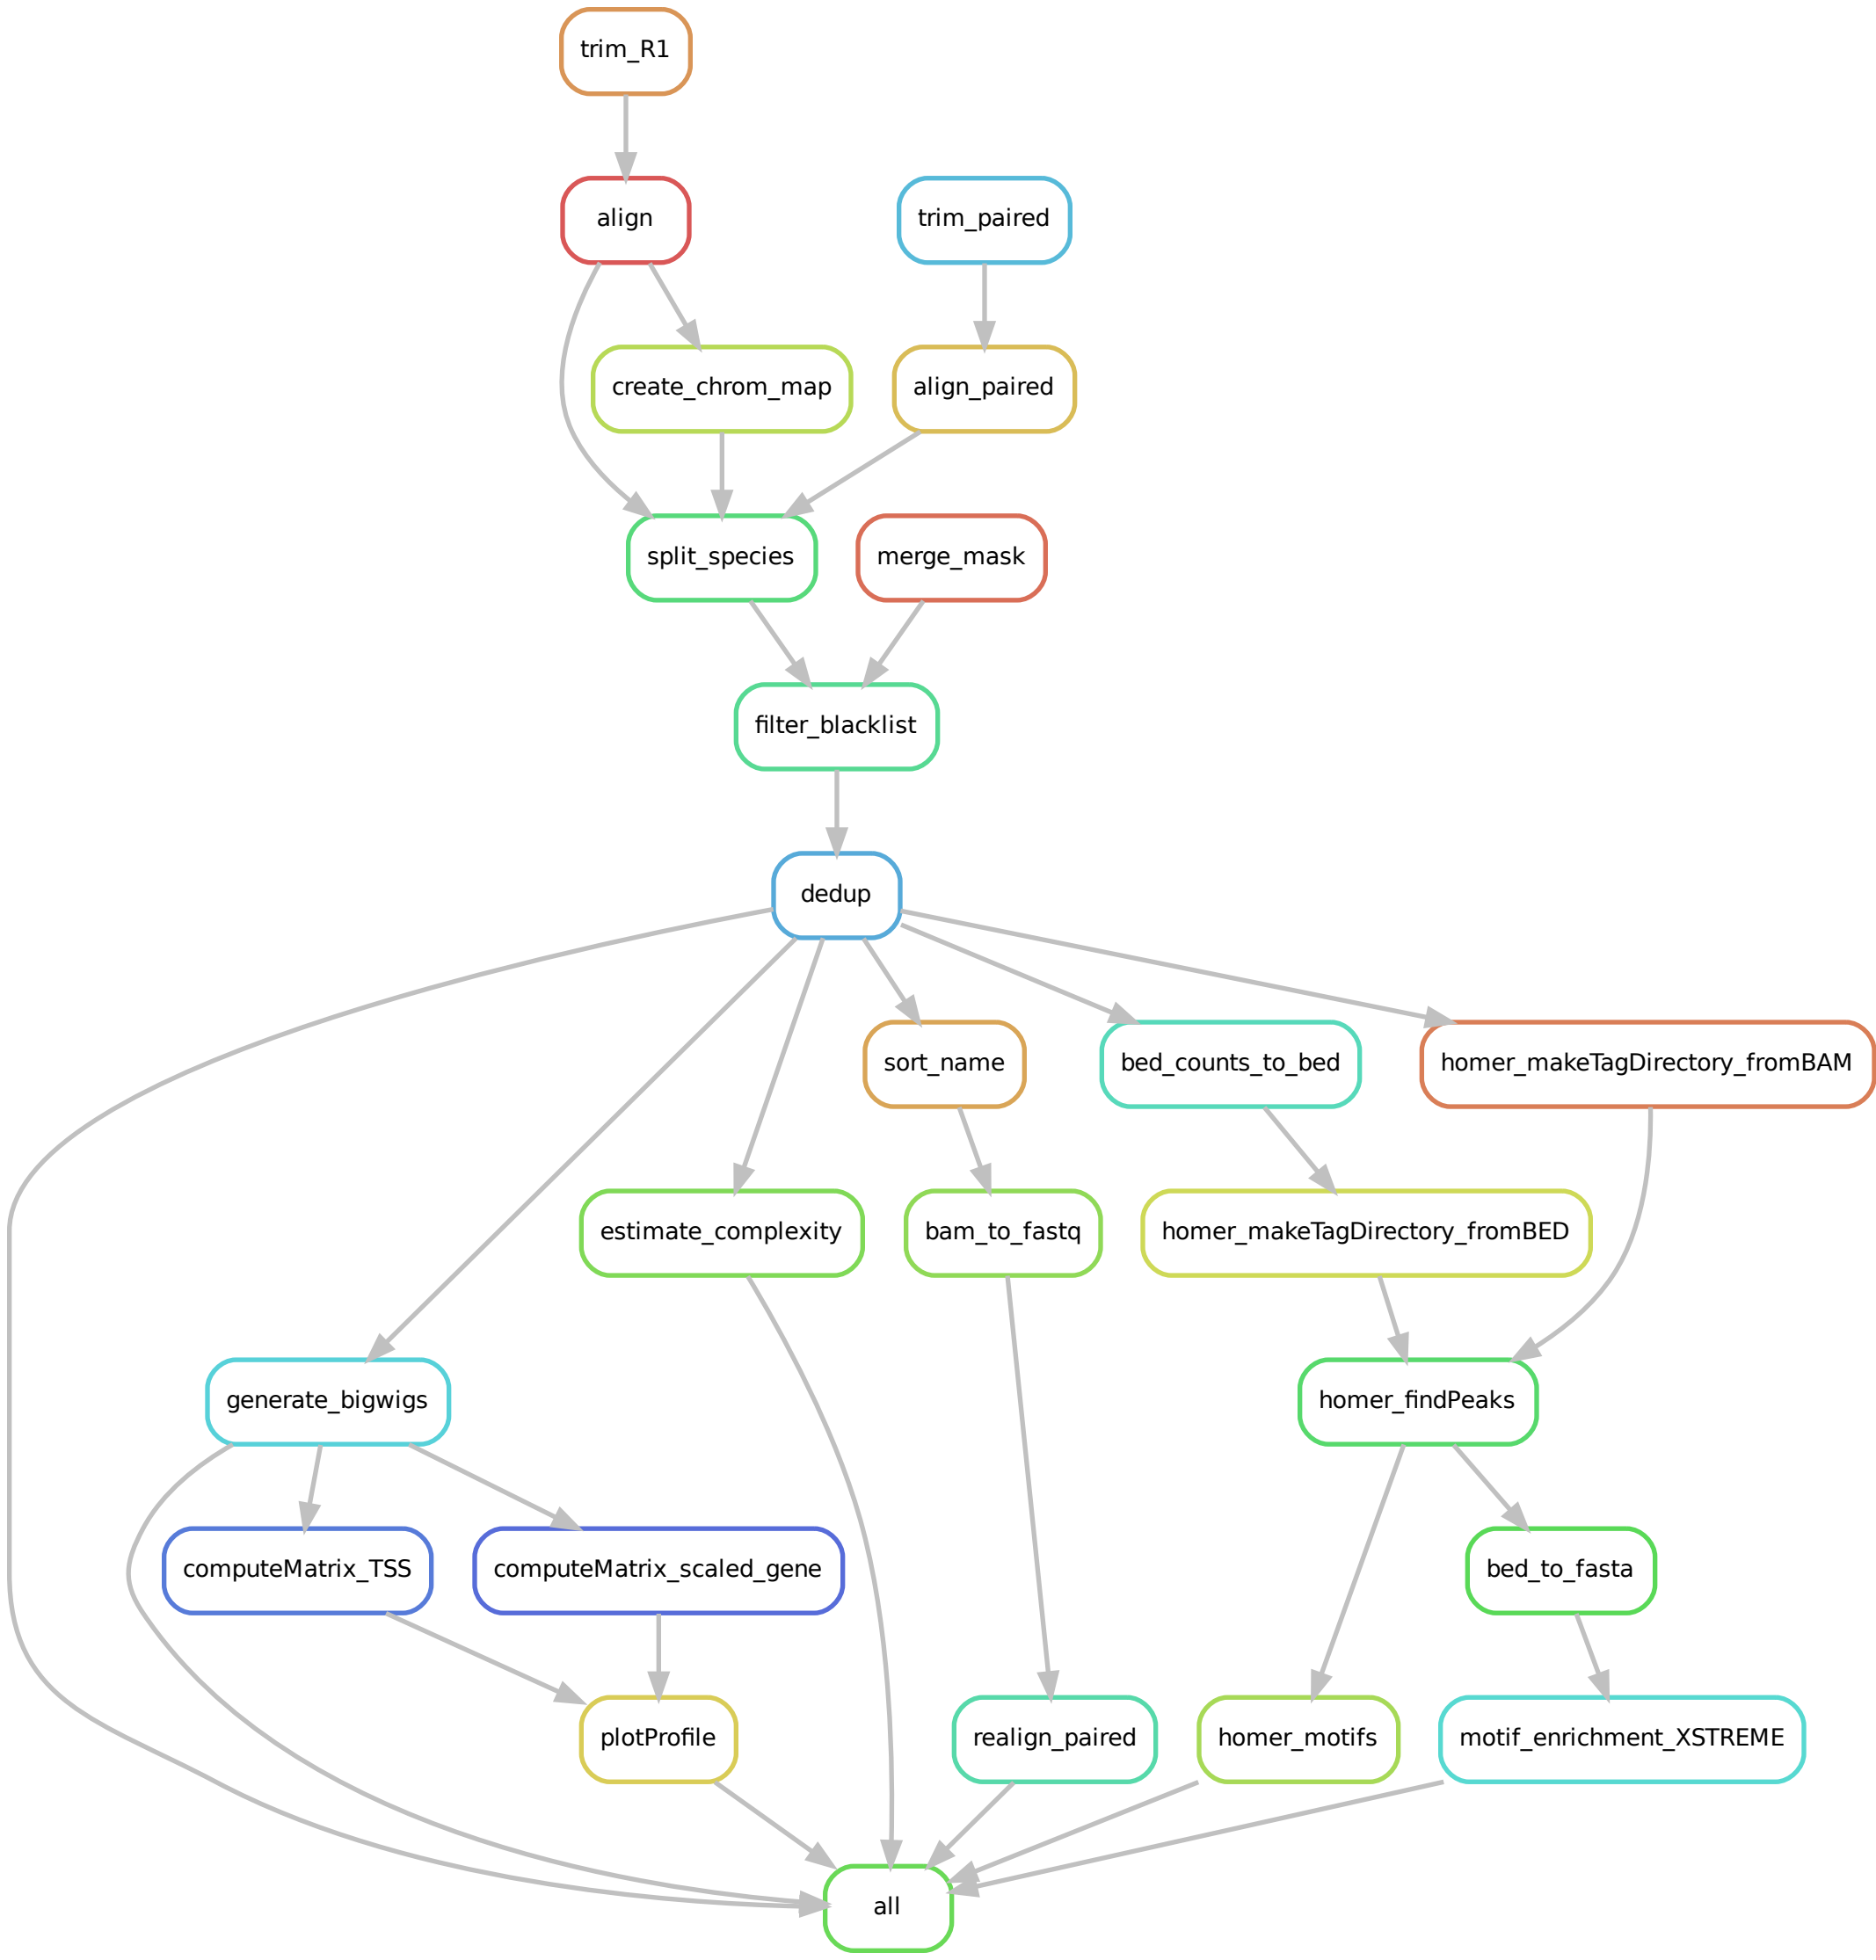 trim_R1
align
trim_paired
create_chrom_map
align_paired
split_species
merge_mask
filter_blacklist
dedup
sort_name
bed_counts_to_bed
homer_makeTagDirectory_fromBAM
estimate_complexity
bam_to_fastq
homer_makeTagDirectory_fromBED
generate_bigwigs
homer_findPeaks
computeMatrix_TSS
computeMatrix_scaled_gene
bed_to_fasta
plotProfile
realign_paired
homer_motifs
motif_enrichment_XSTREME
all